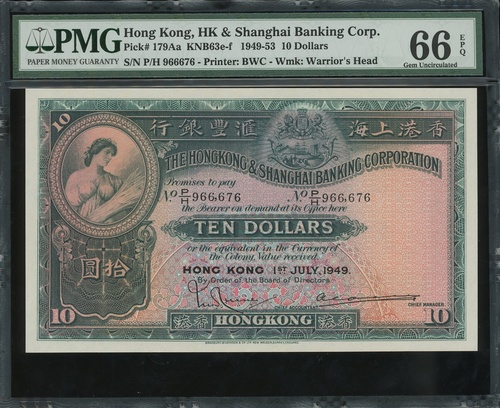 PMG
PAPER MONEY GUARANTY
Hong Kong, HK & Shanghai Banking Corp.
Pick# 179Aa KNB63e-f 1949-53 10 Dollars
S/N P/H 966676 - Printer: BWC - Wmk: Warrior's Head
66 EPQ
Gem Uncirculated
10
行銀豐滙 海上港香
THE HONGKONG & SHANGHAI BANKING CORPORATION
Promises to pay
No. P/H 966,676 No. P/H 966,676
the Bearer on demand at its Office here
TEN DOLLARS
or the equivalent in the Currency of
the Colony, Value received.
圓拾
HONG KONG 1ST JULY, 1949.
By Order of the Board of Directors
CHIEF MANAGER
10 港香 HONGKONG 港香 10